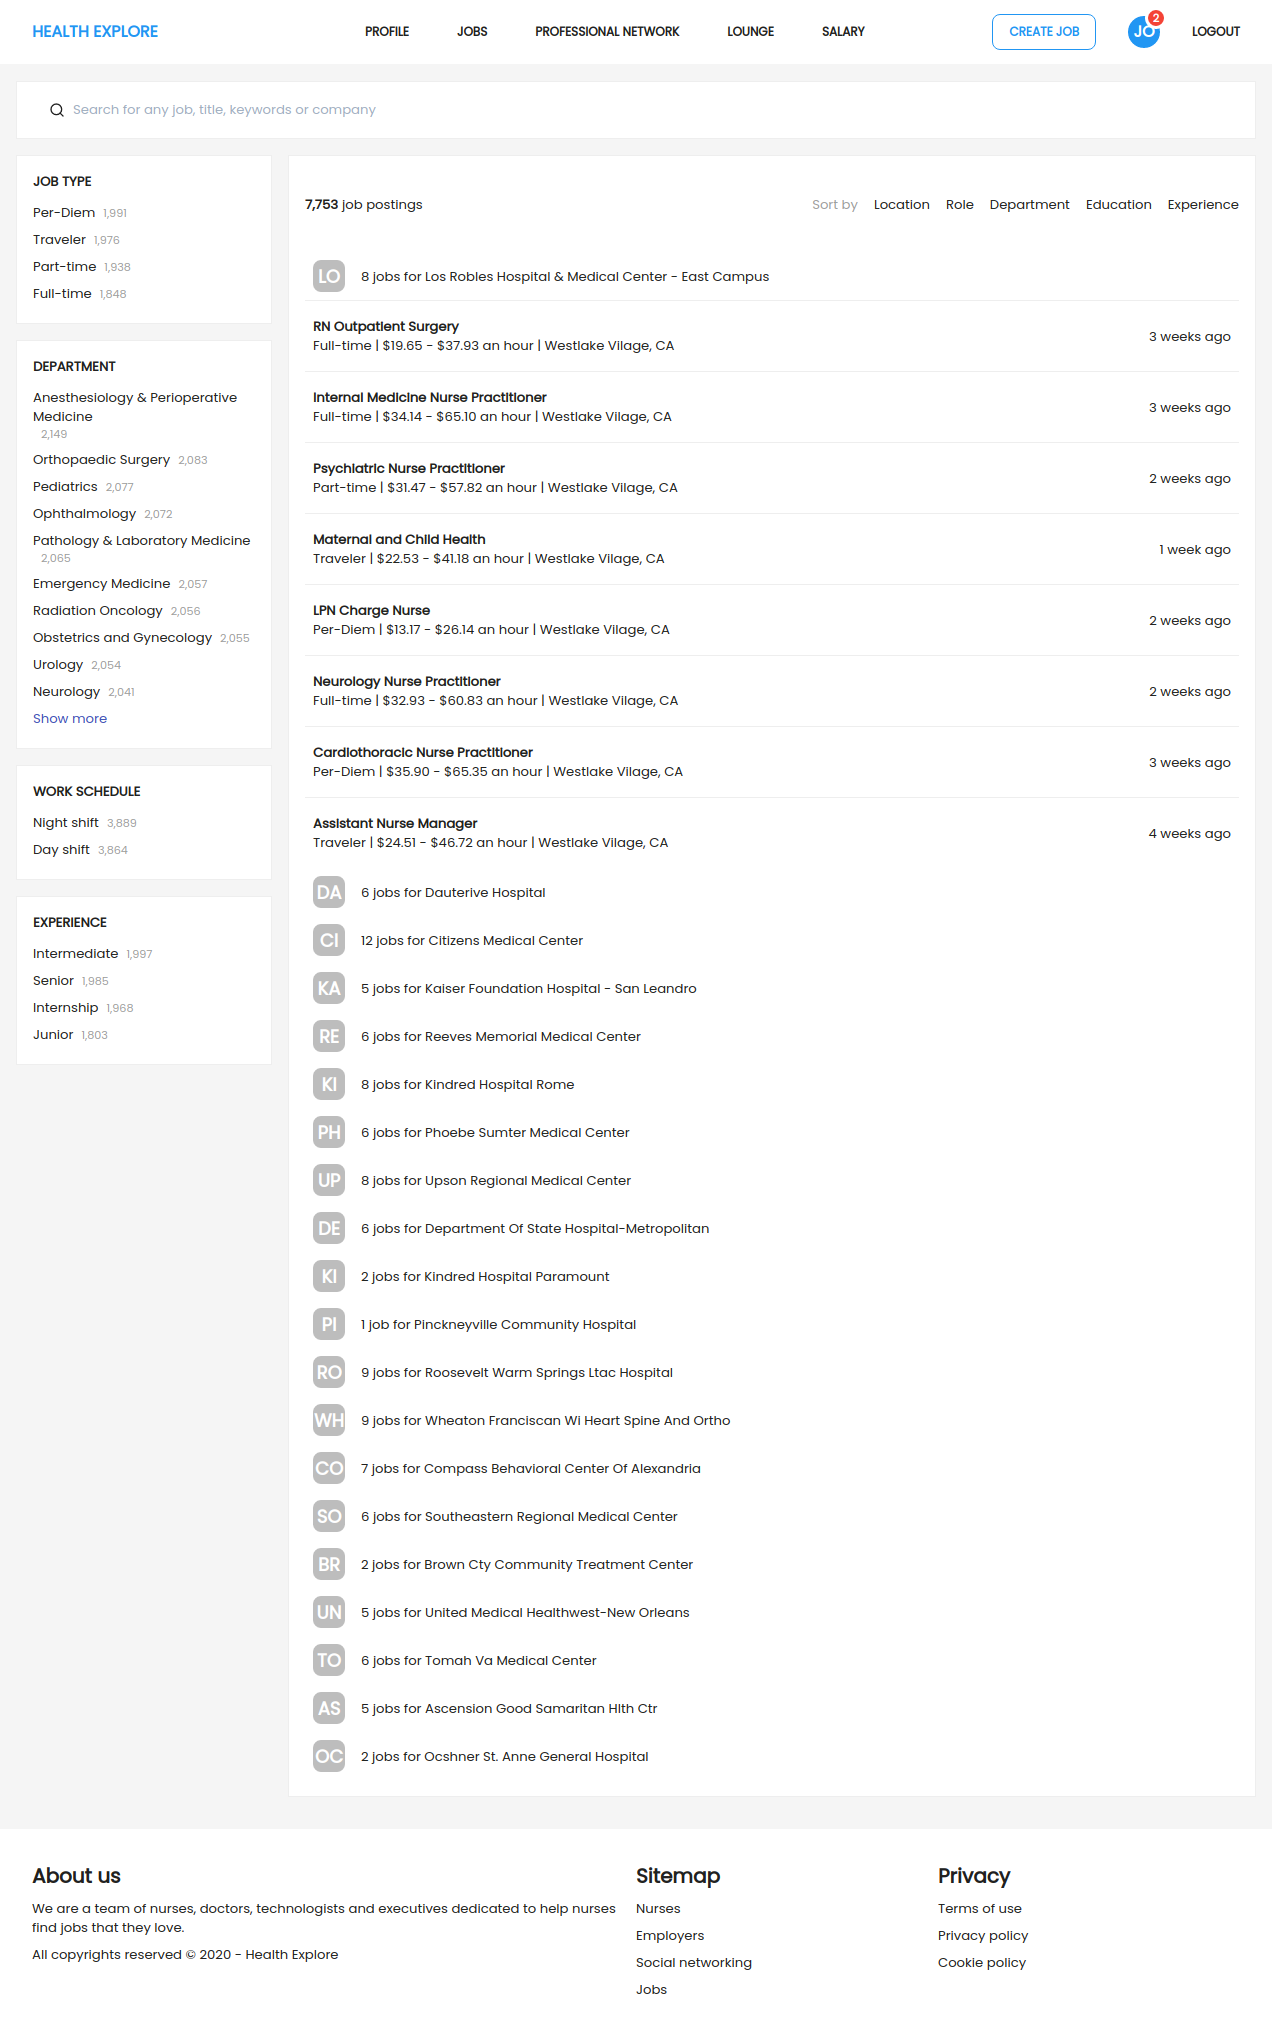 HEALTH EXPLORE
PROFILE
JOBS
PROFESSIONAL NETWORK
LOUNGE
SALARY
CREATE JOB
JO
2
LOGOUT
Search for any job, title, keywords or company
JOB TYPE
Per-Diem 1,991
Traveler 1,976
Part-time 1,938
Full-time 1,848
DEPARTMENT
Anesthesiology & Perioperative
Medicine
2,149
Orthopaedic Surgery 2,083
Pediatrics 2,077
Ophthalmology 2,072
Pathology & Laboratory Medicine
2,065
Emergency Medicine 2,057
Radiation Oncology 2,056
Obstetrics and Gynecology 2,055
Urology 2,054
Neurology 2,041
Show more
WORK SCHEDULE
Night shift 3,889
Day shift 3,864
EXPERIENCE
Intermediate 1,997
Senior 1,985
Internship 1,968
Junior 1,803
7,753 job postings
Sort by Location Role Department Education Experience
LO 8 jobs for Los Robles Hospital & Medical Center - East Campus
RN Outpatient Surgery
Full-time | $19.65 - $37.93 an hour | Westlake Vilage, CA
3 weeks ago
Internal Medicine Nurse Practitioner
Full-time | $34.14 - $65.10 an hour | Westlake Vilage, CA
3 weeks ago
Psychiatric Nurse Practitioner
Part-time | $31.47 - $57.82 an hour | Westlake Vilage, CA
2 weeks ago
Maternal and Child Health
Traveler | $22.53 - $41.18 an hour | Westlake Vilage, CA
1 week ago
LPN Charge Nurse
Per-Diem | $13.17 - $26.14 an hour | Westlake Vilage, CA
2 weeks ago
Neurology Nurse Practitioner
Full-time | $32.93 - $60.83 an hour | Westlake Vilage, CA
2 weeks ago
Cardiothoracic Nurse Practitioner
Per-Diem | $35.90 - $65.35 an hour | Westlake Vilage, CA
3 weeks ago
Assistant Nurse Manager
Traveler | $24.51 - $46.72 an hour | Westlake Vilage, CA
4 weeks ago
DA 6 jobs for Dauterive Hospital
CI 12 jobs for Citizens Medical Center
KA 5 jobs for Kaiser Foundation Hospital - San Leandro
RE 6 jobs for Reeves Memorial Medical Center
KI 8 jobs for Kindred Hospital Rome
PH 6 jobs for Phoebe Sumter Medical Center
UP 8 jobs for Upson Regional Medical Center
DE 6 jobs for Department Of State Hospital-Metropolitan
KI 2 jobs for Kindred Hospital Paramount
PI 1 job for Pinckneyville Community Hospital
RO 9 jobs for Roosevelt Warm Springs Ltac Hospital
WH 9 jobs for Wheaton Franciscan Wi Heart Spine And Ortho
CO 7 jobs for Compass Behavioral Center Of Alexandria
SO 6 jobs for Southeastern Regional Medical Center
BR 2 jobs for Brown Cty Community Treatment Center
UN 5 jobs for United Medical Healthwest-New Orleans
TO 6 jobs for Tomah Va Medical Center
AS 5 jobs for Ascension Good Samaritan Hlth Ctr
OC 2 jobs for Ocshner St. Anne General Hospital
About us
We are a team of nurses, doctors, technologists and executives dedicated to help nurses
find jobs that they love.
All copyrights reserved © 2020 - Health Explore
Sitemap
Nurses
Employers
Social networking
Jobs
Privacy
Terms of use
Privacy policy
Cookie policy